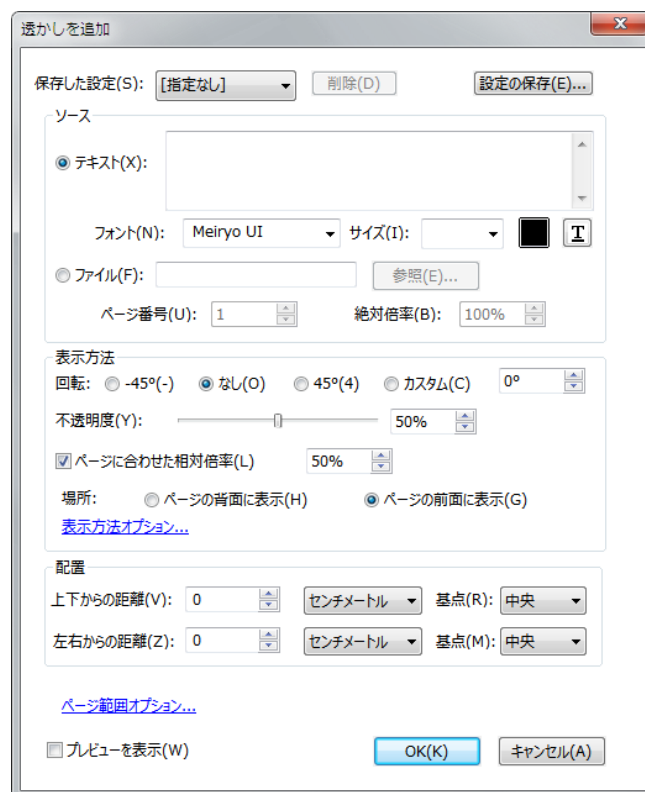 透かしを追加
保存した設定(S): [指定なし] 削除(D) 設定の保存(E)...
ソース
テキスト(X):
フォント(N): Meiryo UI サイズ(I): T
ファイル(F): 参照(E)...
ページ番号(U): 1 絶対倍率(B): 100%
表示方法
回転: -45°(-) なし(O) 45°(4) カスタム(C) 0°
不透明度(Y): 50%
ページに合わせた相対倍率(L) 50%
場所: ページの背面に表示(H) ページの前面に表示(G)
表示方法オプション...
配置
上下からの距離(V): 0 センチメートル 基点(R): 中央
左右からの距離(Z): 0 センチメートル 基点(M): 中央
ページ範囲オプション...
プレビューを表示(W) OK(K) キャンセル(A)